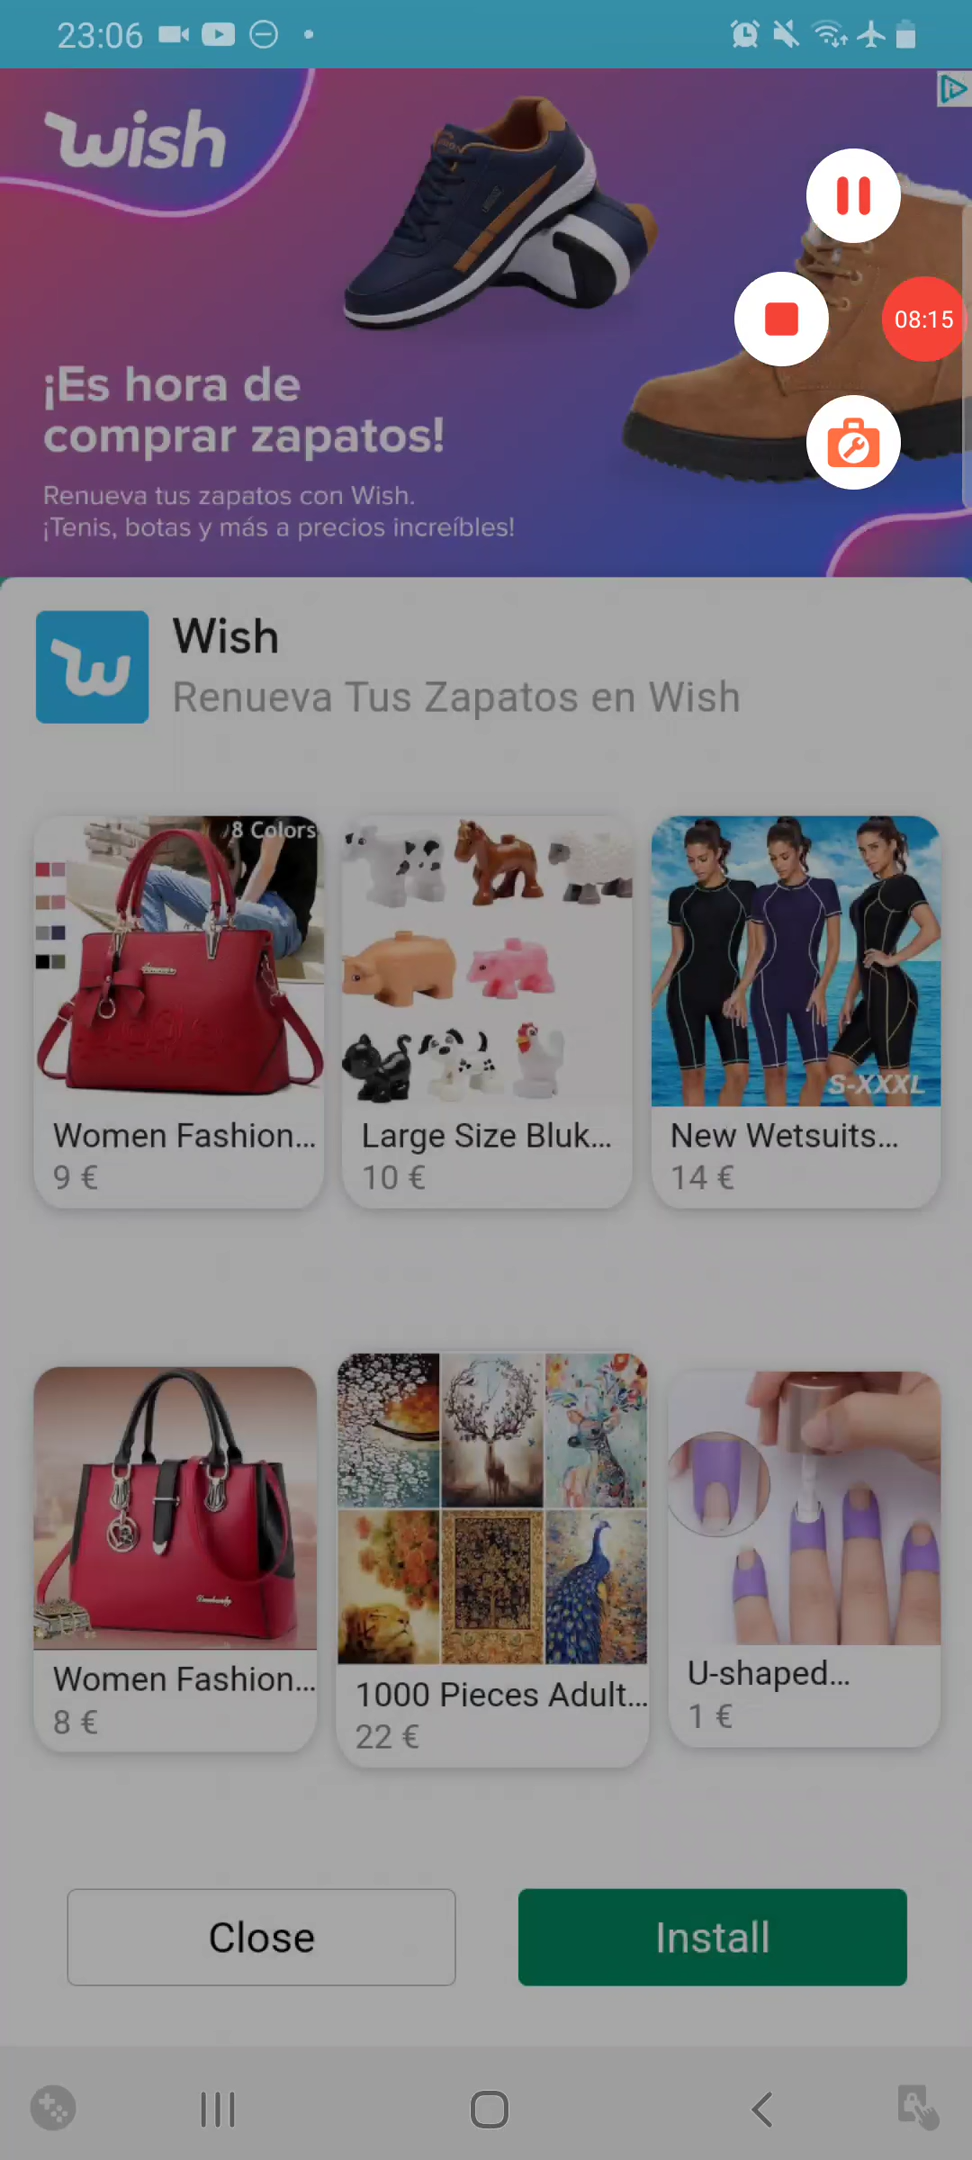 23:06
wish
08:15
¡Es hora de
comprar zapatos!
Renueva tus zapatos con Wish.
¡Tenis, botas y más a precios increíbles!
Wish
Renueva Tus Zapatos en Wish
8 Colors
S-XXXL
Women Fashion...
9 €
Large Size Bluk...
10 €
New Wetsuits...
14 €
Women Fashion...
8 €
1000 Pieces Adult...
22 €
U-shaped...
1 €
Close
Install